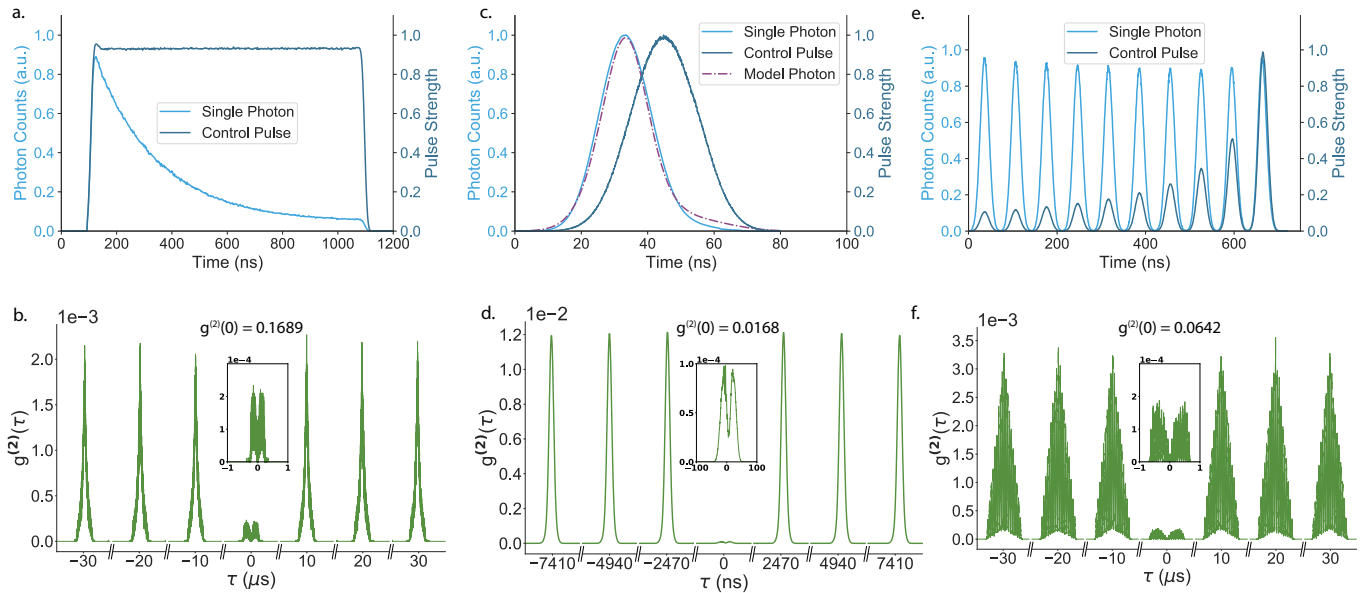 a.
Photon Counts (a.u.)
1.0
0.8
0.6
0.4
0.2
0.0
Single Photon
Control Pulse
1.0
0.8
0.6
0.4
0.2
0.0
Pulse Strength
0 200 400 600 800 1000 1200
Time (ns)
c.
Photon Counts (a.u.)
1.0
0.8
0.6
0.4
0.2
0.0
Single Photon
Control Pulse
Model Photon
1.0
0.8
0.6
0.4
0.2
0.0
Pulse Strength
0 20 40 60 80 100
Time (ns)
e.
Photon Counts (a.u.)
1.0
0.8
0.6
0.4
0.2
0.0
Single Photon
Control Pulse
1.0
0.8
0.6
0.4
0.2
0.0
Pulse Strength
0 200 400 600
Time (ns)
b.
1e−3
g⁽²⁾(0) = 0.1689
g⁽²⁾(τ)
2.0
1.5
1.0
0.5
0.0
1e−4
4
2
0
−1 0 1
−30 −20 −10 0 10 20 30
τ (μs)
d.
1e−2
g⁽²⁾(0) = 0.0168
g⁽²⁾(τ)
1.2
1.0
0.8
0.6
0.4
0.2
0.0
1e−4
1.0
0.5
0.0
−100 0 100
−7410 −4940 −2470 0 2470 4940 7410
τ (ns)
f.
1e−3
g⁽²⁾(0) = 0.0642
g⁽²⁾(τ)
3.5
3.0
2.5
2.0
1.5
1.0
0.5
0.0
1e−4
4
2
0
−1 0 1
−30 −20 −10 0 10 20 30
τ (μs)